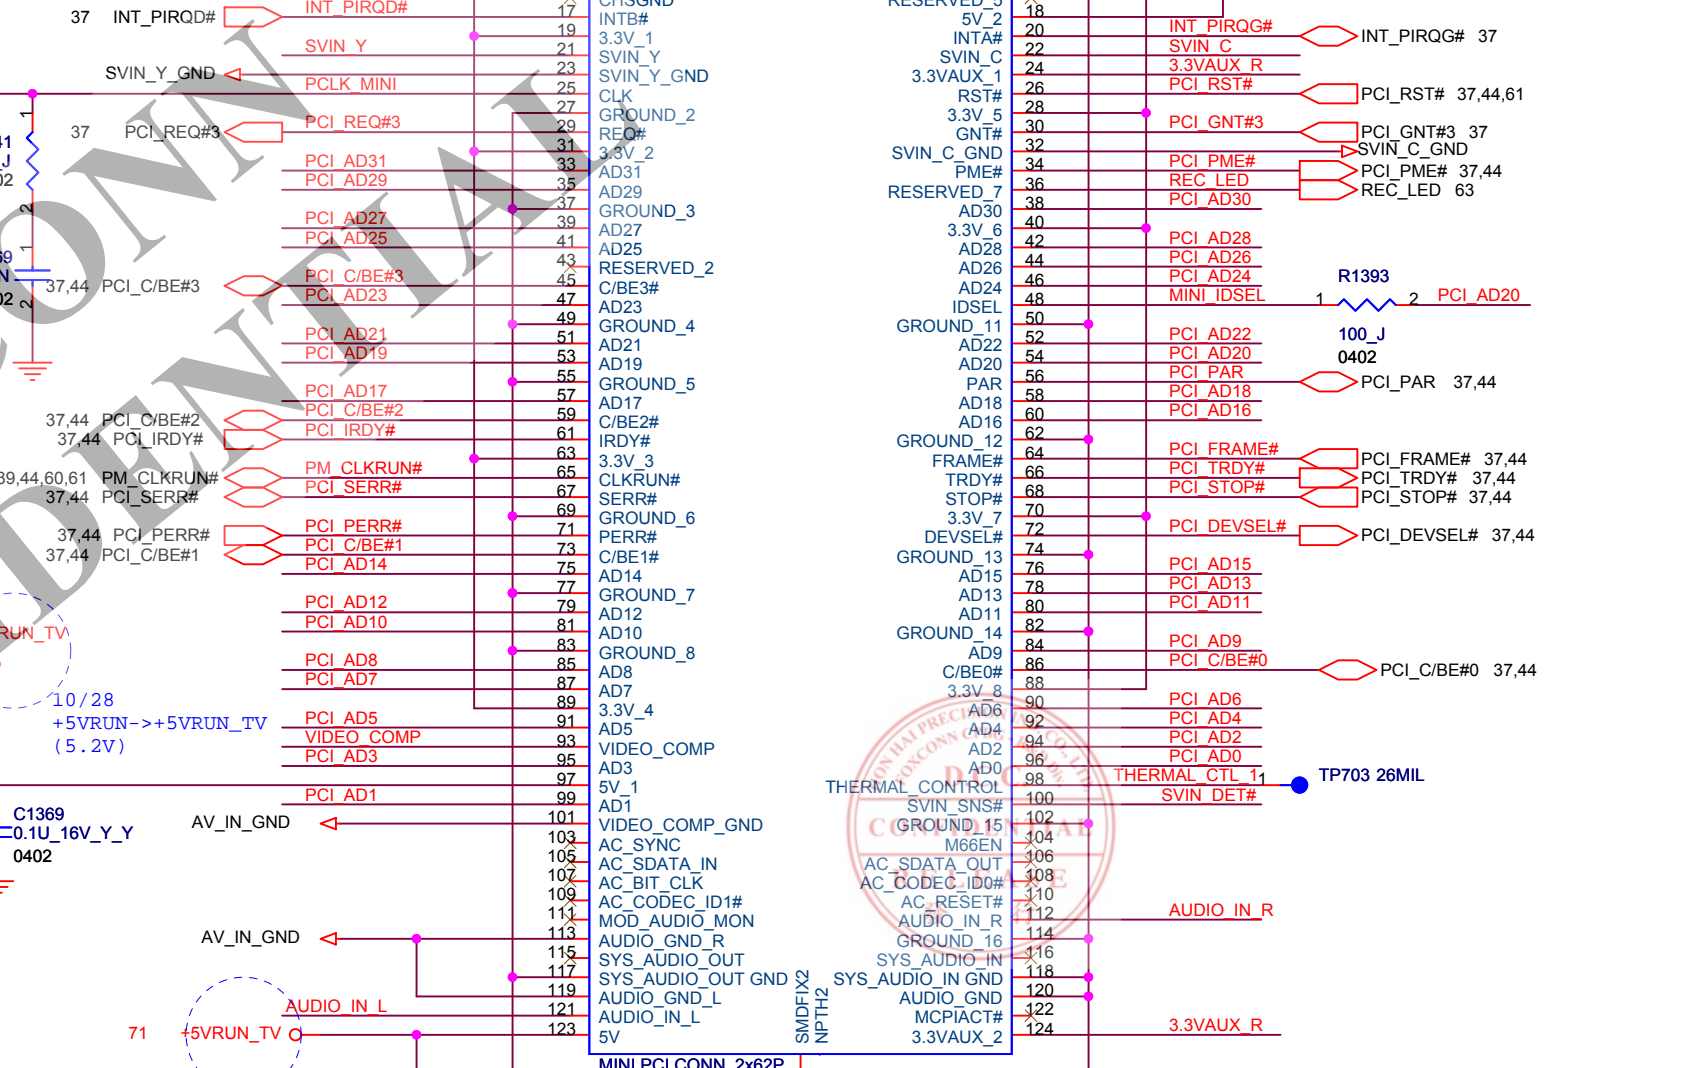 37 INT_PIRQD# INT_PIRQD# 17 INTB# 5V_2 18
19 3.3V_1 INTA# 20 INT_PIRQG# INT_PIRQG# 37
SVIN_Y 21 SVIN_Y SVIN_C 22 SVIN_C
SVIN_Y_GND 23 SVIN_Y_GND 3.3VAUX_1 24 3.3VAUX_R
PCLK_MINI 25 CLK RST# 26 PCI_RST# PCI_RST# 37,44,61
27 GROUND_2 3.3V_5 28
37 PCI_REQ#3 PCI_REQ#3 29 REQ# GNT# 30 PCI_GNT#3 PCI_GNT#3 37
31 3.3V_2 SVIN_C_GND 32 SVIN_C_GND
PCI_AD31 33 AD31 PME# 34 PCI_PME# PCI_PME# 37,44
PCI_AD29 35 AD29 RESERVED_7 36 REC_LED REC_LED 63
37 GROUND_3 AD30 38 PCI_AD30
PCI_AD27 39 AD27 3.3V_6 40
PCI_AD25 41 AD25 AD28 42 PCI_AD28
43 RESERVED_2 AD26 44 PCI_AD26
37,44 PCI_C/BE#3 PCI_C/BE#3 45 C/BE3# AD24 46 PCI_AD24
PCI_AD23 47 AD23 IDSEL 48 MINI_IDSEL 1 R1393 2 PCI_AD20
100_J
0402
49 GROUND_4 GROUND_11 50
PCI_AD21 51 AD21 AD22 52 PCI_AD22
PCI_AD19 53 AD19 AD20 54 PCI_AD20
55 GROUND_5 PAR 56 PCI_PAR PCI_PAR 37,44
PCI_AD17 57 AD17 AD18 58 PCI_AD18
37,44 PCI_C/BE#2 PCI_C/BE#2 59 C/BE2# AD16 60 PCI_AD16
37,44 PCI_IRDY# PCI_IRDY# 61 IRDY# GROUND_12 62
63 3.3V_3 FRAME# 64 PCI_FRAME# PCI_FRAME# 37,44
39,44,60,61 PM_CLKRUN# PM_CLKRUN# 65 CLKRUN# TRDY# 66 PCI_TRDY# PCI_TRDY# 37,44
37,44 PCI_SERR# PCI_SERR# 67 SERR# STOP# 68 PCI_STOP# PCI_STOP# 37,44
69 GROUND_6 3.3V_7 70
37,44 PCI_PERR# PCI_PERR# 71 PERR# DEVSEL# 72 PCI_DEVSEL# PCI_DEVSEL# 37,44
37,44 PCI_C/BE#1 PCI_C/BE#1 73 C/BE1# GROUND_13 74
PCI_AD14 75 AD14 AD15 76 PCI_AD15
77 GROUND_7 AD13 78 PCI_AD13
PCI_AD12 79 AD12 AD11 80 PCI_AD11
PCI_AD10 81 AD10 GROUND_14 82
83 GROUND_8 AD9 84 PCI_AD9
PCI_AD8 85 AD8 C/BE0# 86 PCI_C/BE#0 PCI_C/BE#0 37,44
PCI_AD7 87 AD7 3.3V_8 88
89 3.3V_4 AD6 90 PCI_AD6
PCI_AD5 91 AD5 AD4 92 PCI_AD4
VIDEO_COMP 93 VIDEO_COMP AD2 94 PCI_AD2
PCI_AD3 95 AD3 AD0 96 PCI_AD0
97 5V_1 THERMAL_CONTROL 98 THERMAL_CTL_1 1 TP703 26MIL
PCI_AD1 99 AD1 SVIN_SNS# 100 SVIN_DET#
AV_IN_GND 101 VIDEO_COMP_GND GROUND_15 102
103 AC_SYNC M66EN 104
105 AC_SDATA_IN AC_SDATA_OUT 106
107 AC_BIT_CLK AC_CODEC_ID0# 108
109 AC_CODEC_ID1# AC_RESET# 110
111 MOD_AUDIO_MON AUDIO_IN_R 112 AUDIO_IN_R
AV_IN_GND 113 AUDIO_GND_R GROUND_16 114
115 SYS_AUDIO_OUT SYS_AUDIO_IN 116
117 SYS_AUDIO_OUT GND SYS_AUDIO_IN GND 118
119 AUDIO_GND_L AUDIO_GND 120
AUDIO_IN_L 121 AUDIO_IN_L MCPIACT# 122
71 +5VRUN_TV 123 5V 3.3VAUX_2 124 3.3VAUX_R
SMDFIX2
NPTH2
MINI PCI CONN 2x62P
1
2
1
2
RUN_TV
10/28
+5VRUN->+5VRUN_TV
(5.2V)
C1369
0.1U_16V_Y_Y
0402
D.C.C.
CONFIDENTIAL
RELEASE